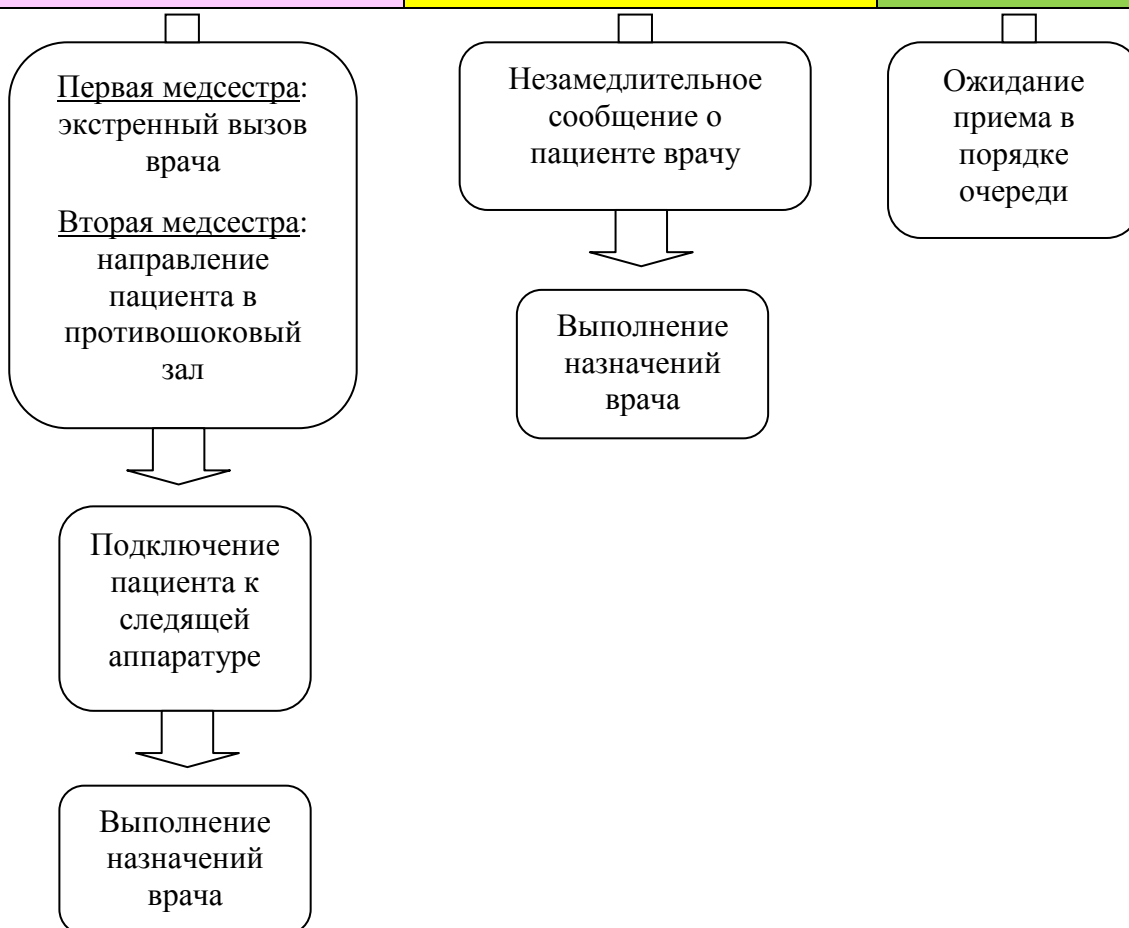 Первая медсестра:
экстренный вызов
врача
Вторая медсестра:
направление
пациента в
противошоковый
зал
Подключение
пациента к
следящей
аппаратуре
Выполнение
назначений
врача
Незамедлительное
сообщение о
пациенте врачу
Выполнение
назначений
врача
Ожидание
приема в
порядке
очереди